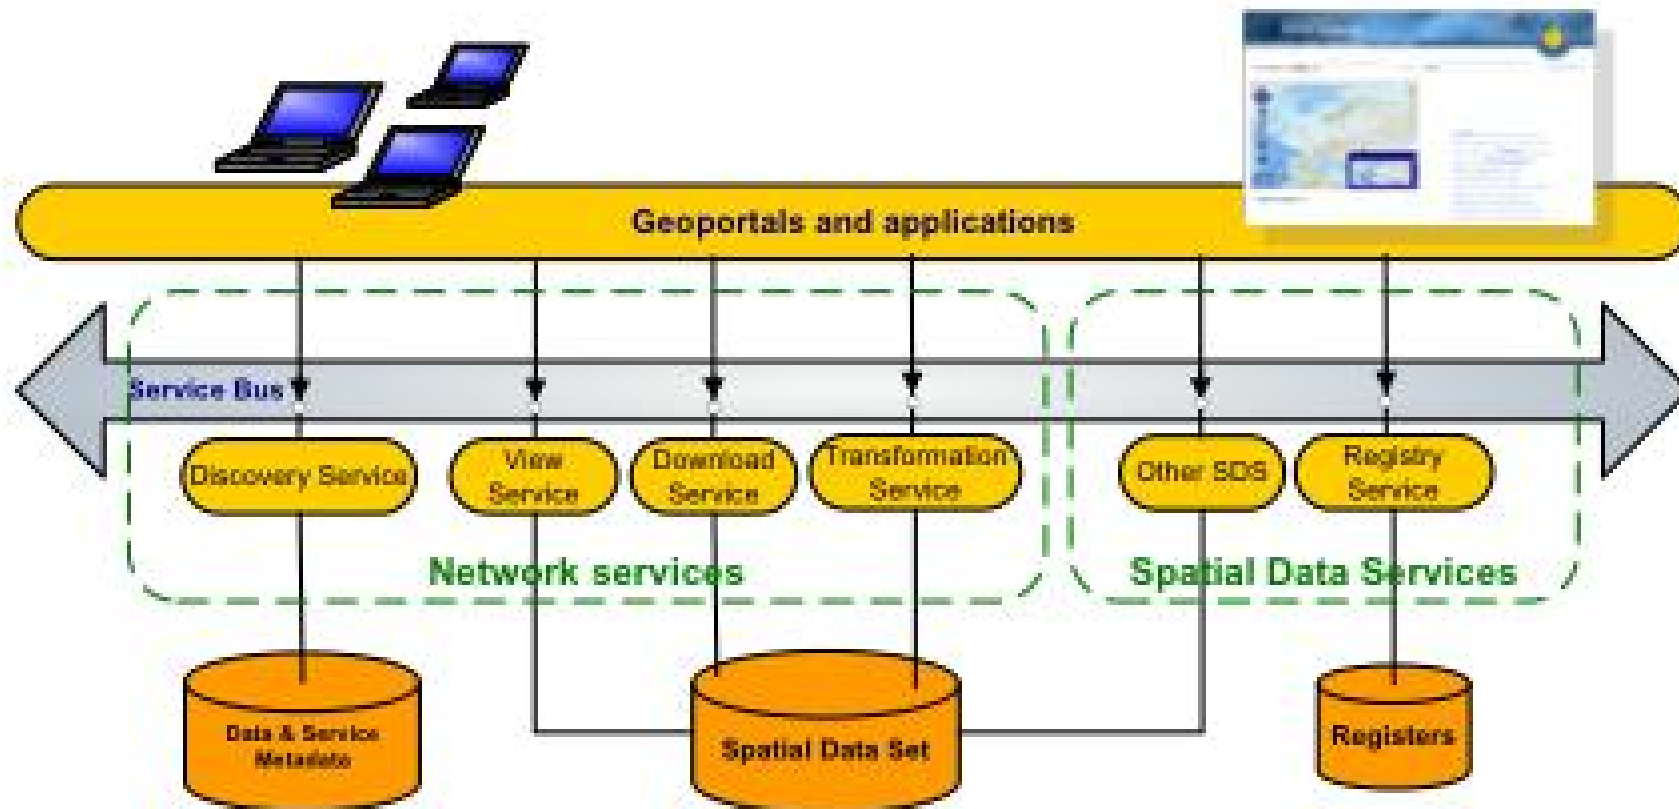 Geoportals and applications
Service Bus
Discovery Service
View
Service
Download
Service
Transformation
Service
Other SDS
Registry
Service
Network services
Spatial Data Services
Data & Service
Metadata
Spatial Data Set
Registers